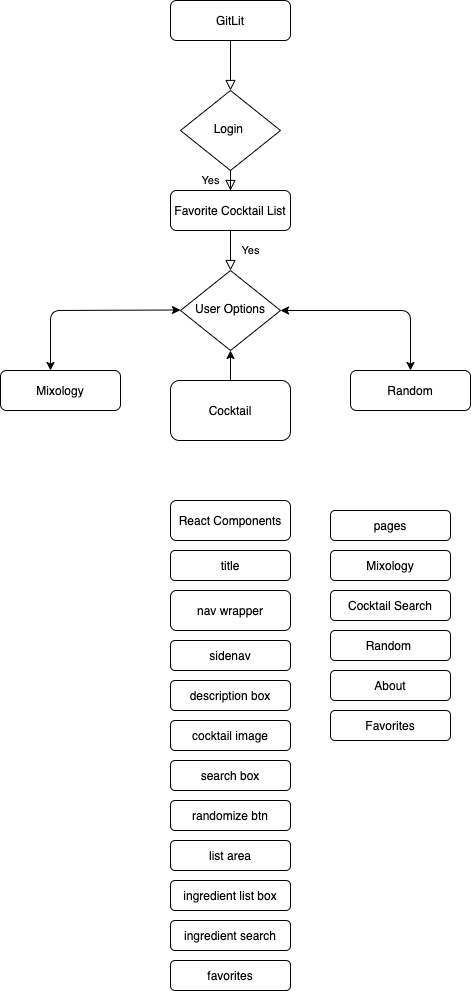 GitLit
Login
Yes
Favorite Cocktail List
Yes
User Options
Mixology
Cocktail
Random
React Components
title
nav wrapper
sidenav
description box
cocktail image
search box
randomize btn
list area
ingredient list box
ingredient search
favorites
pages
Mixology
Cocktail Search
Random
About
Favorites